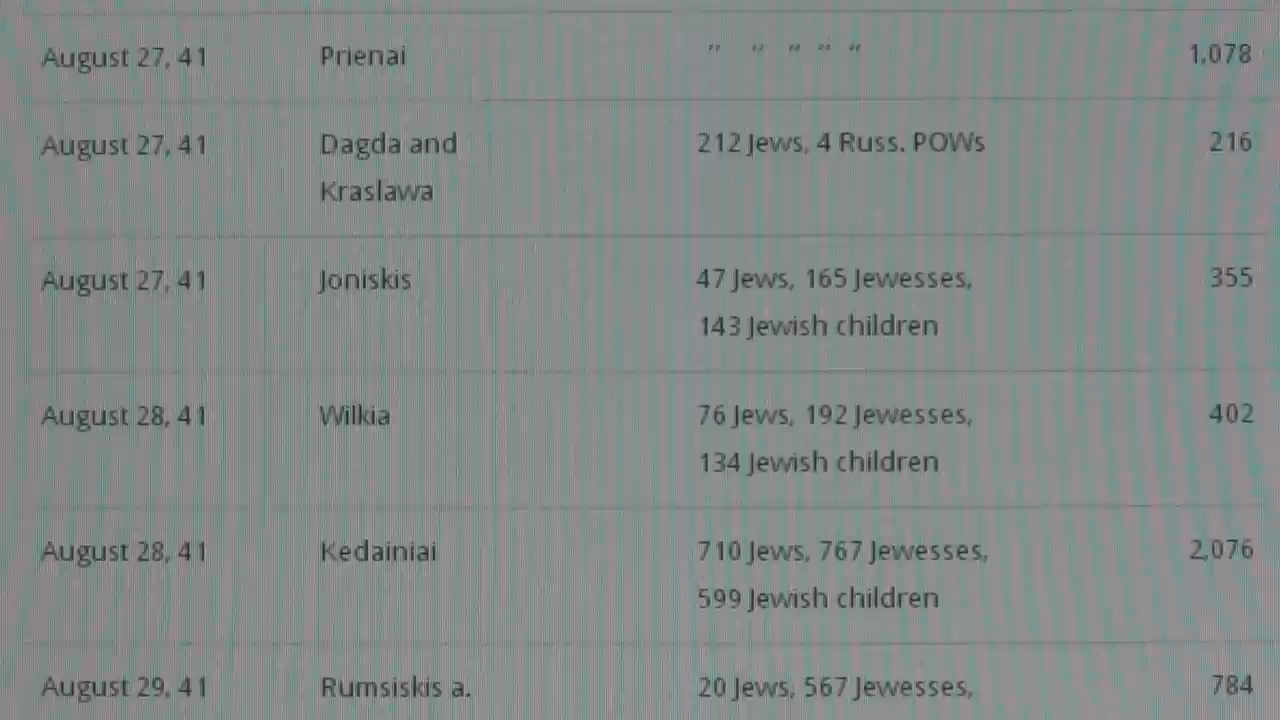 August 27, 41 Prienai " " " " " 1,078
August 27, 41 Dagda and 212 Jews, 4 Russ. POWs 216
Kraslawa
August 27, 41 Joniskis 47 Jews, 165 Jewesses, 355
143 Jewish children
August 28, 41 Wilkia 76 Jews, 192 Jewesses, 402
134 Jewish children
August 28, 41 Kedainiai 710 Jews, 767 Jewesses, 2,076
599 Jewish children
August 29, 41 Rumsiskis a. 20 Jews, 567 Jewesses, 784